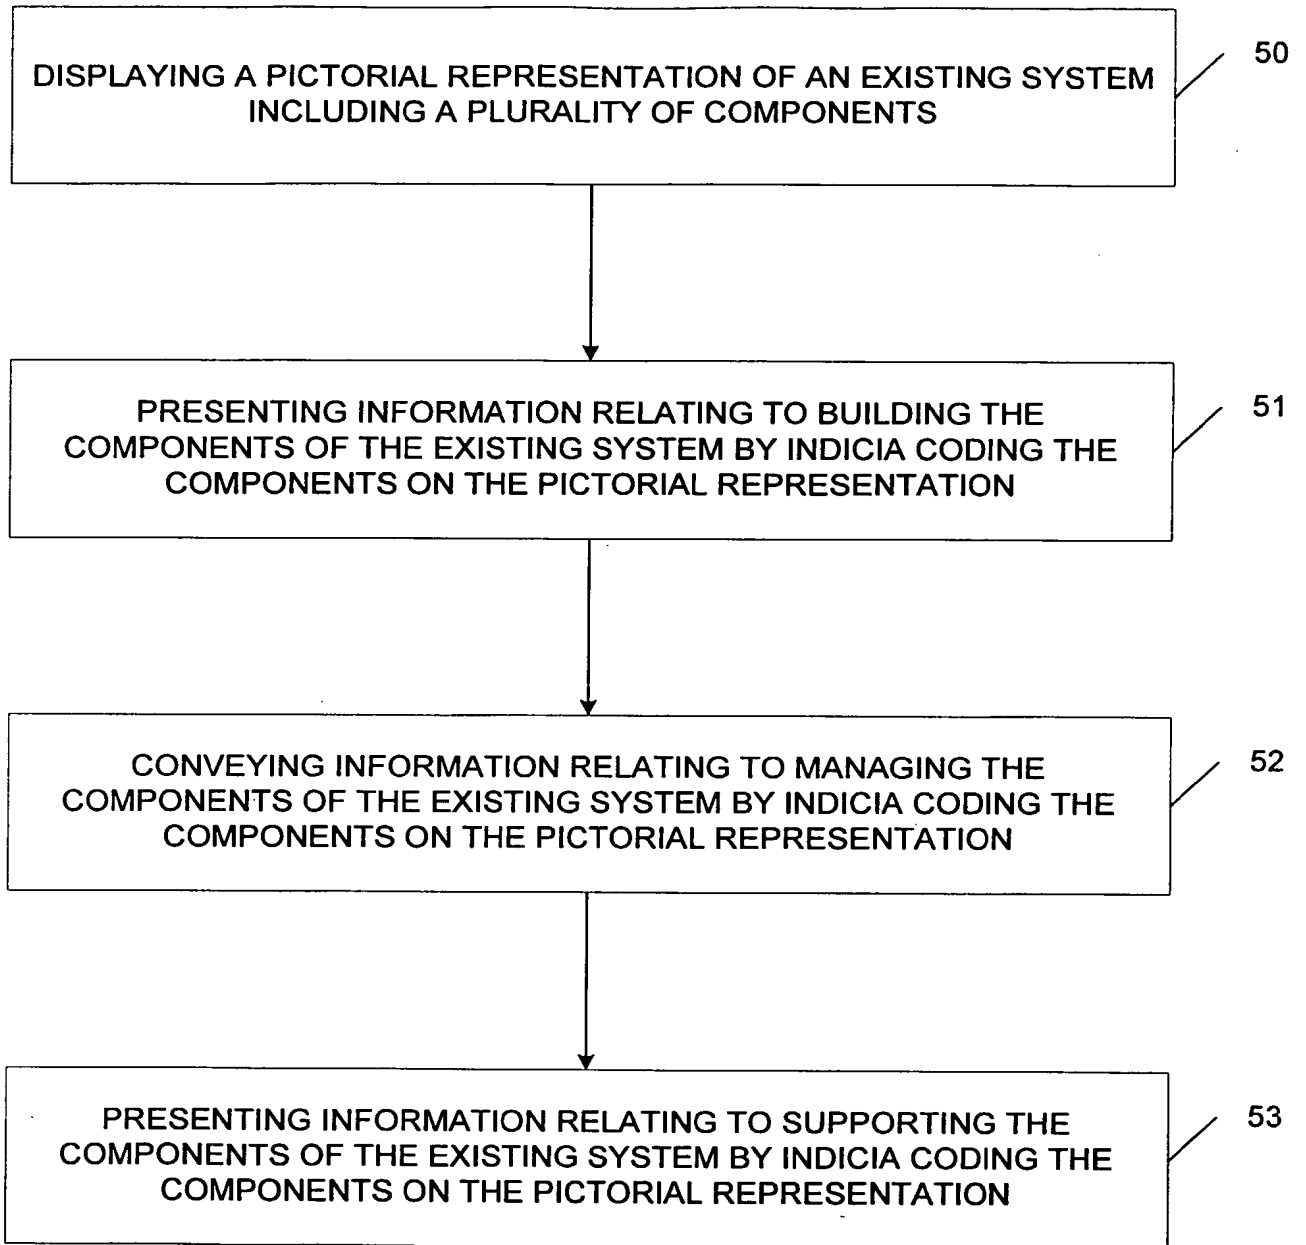 50
DISPLAYING A PICTORIAL REPRESENTATION OF AN EXISTING SYSTEM
INCLUDING A PLURALITY OF COMPONENTS
51
PRESENTING INFORMATION RELATING TO BUILDING THE
COMPONENTS OF THE EXISTING SYSTEM BY INDICIA CODING THE
COMPONENTS ON THE PICTORIAL REPRESENTATION
52
CONVEYING INFORMATION RELATING TO MANAGING THE
COMPONENTS OF THE EXISTING SYSTEM BY INDICIA CODING THE
COMPONENTS ON THE PICTORIAL REPRESENTATION
53
PRESENTING INFORMATION RELATING TO SUPPORTING THE
COMPONENTS OF THE EXISTING SYSTEM BY INDICIA CODING THE
COMPONENTS ON THE PICTORIAL REPRESENTATION